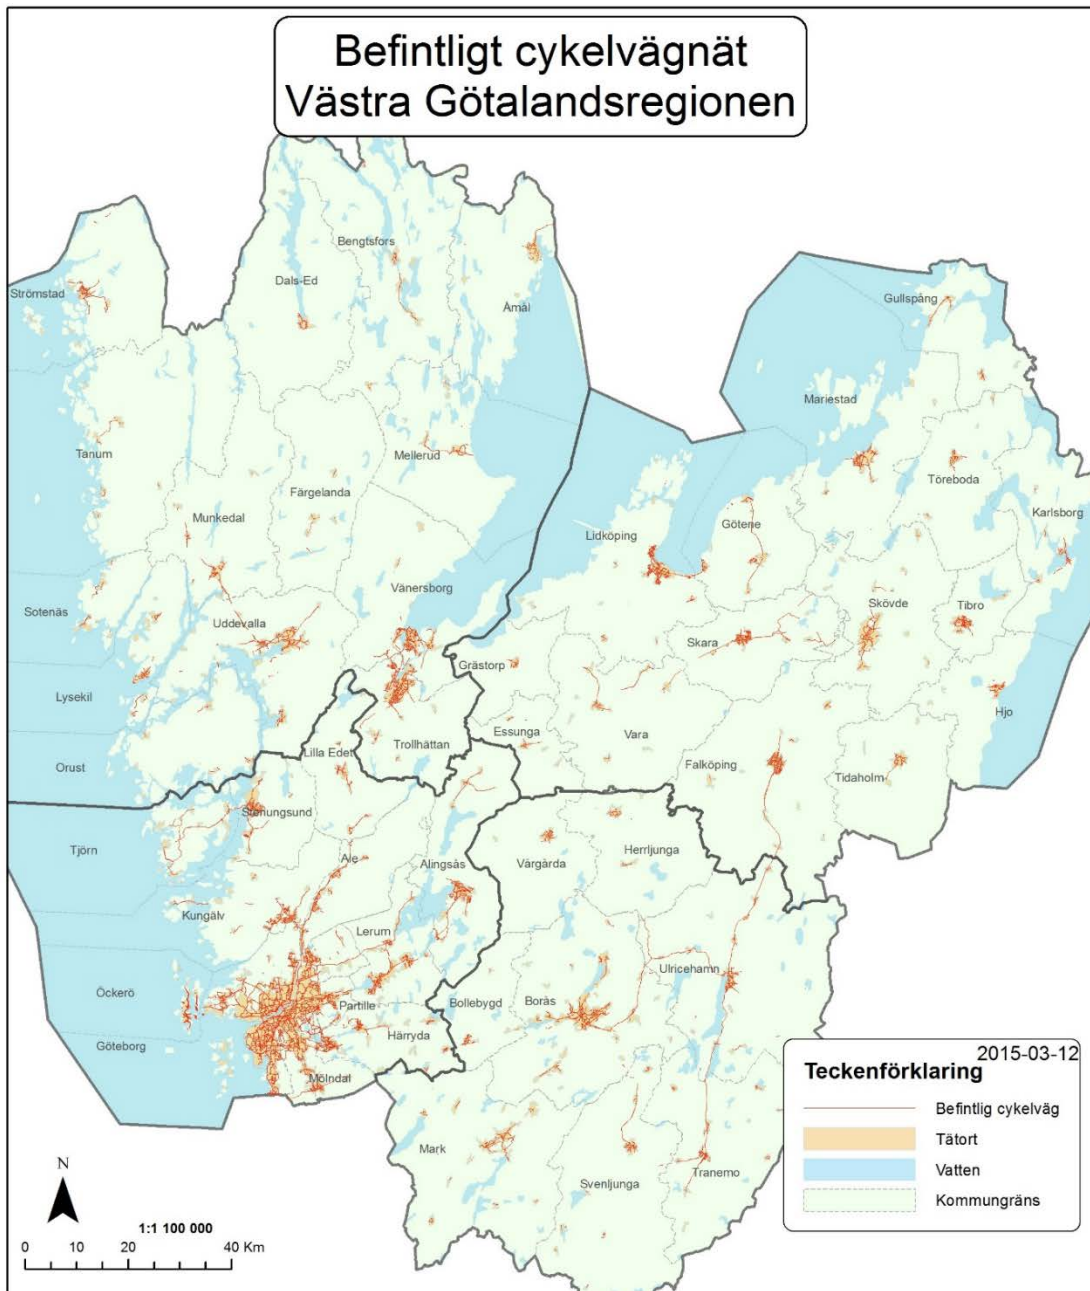 Befintligt cykelvägnät
Västra Götalandsregionen
Bengtsfors
Dals-Ed
Strömstad
Åmål
Gullspång
Mariestad
Tanum
Mellerud
Färgelanda
Munkedal
Töreboda
Karlsborg
Götene
Lidköping
Vänersborg
Sotenäs
Uddevalla
Skövde
Tibro
Skara
Grästorp
Lysekil
Hjo
Essunga
Vara
Trollhättan
Lilla Edet
Orust
Falköping
Tidaholm
Stenungsund
Tjörn
Ale
Alingsås
Vårgårda
Herrljunga
Kungälv
Lerum
Ulricehamn
Öckerö
Partille
Bollebygd
Borås
Härryda
Göteborg
Mölndal
Mark
Svenljunga
Tranemo
2015-03-12
Teckenförklaring
Befintlig cykelväg
Tätort
Vatten
Kommungräns
N
1:1 100 000
0 10 20 40 Km